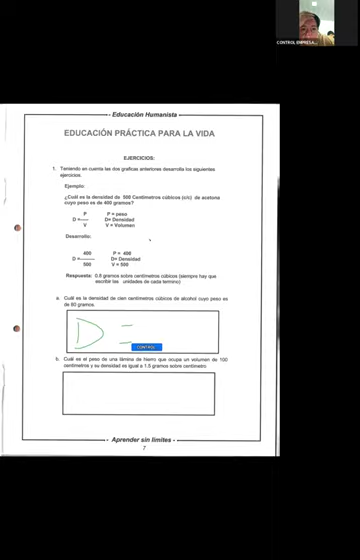 CONTROL EMPRESA...
- Educación Humanista -
EDUCACIÓN PRÁCTICA PARA LA VIDA
EJERCICIOS:
1. Teniendo en cuenta las dos graficas anteriores desarrolla los siguientes
ejercicios.
Ejemplo:
¿Cuál es la densidad de 500 Centímetros cúbicos (c/c) de acetona
cuyo peso es de 400 gramos?
P P = peso
D =----- D= Densidad
V V = Volumen
Desarrollo:
400 P = 400
D =-------- D= Densidad
500 V = 500
Respuesta: 0.8 gramos sobre centímetros cúbicos (siempre hay que
escribir las unidades de cada termino)
a. Cuál es la densidad de cien centímetros cúbicos de alcohol cuyo peso es
de 80 gramos.
D =
CONTROL
b. Cuál es el peso de una lámina de hierro que ocupa un volumen de 100
centímetros y su densidad es igual a 1.5 gramos sobre centímetro
- Aprender sin límites -
7